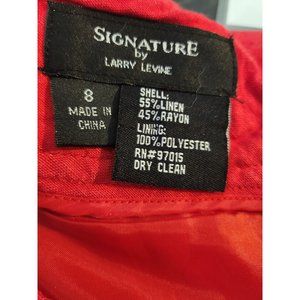 SIGNATURE
by
LARRY LEVINE
8
MADE IN
CHINA
SHELL:
55%LINEN
45%RAYON
LINING:
100%POLYESTER
RN#97015
DRY CLEAN